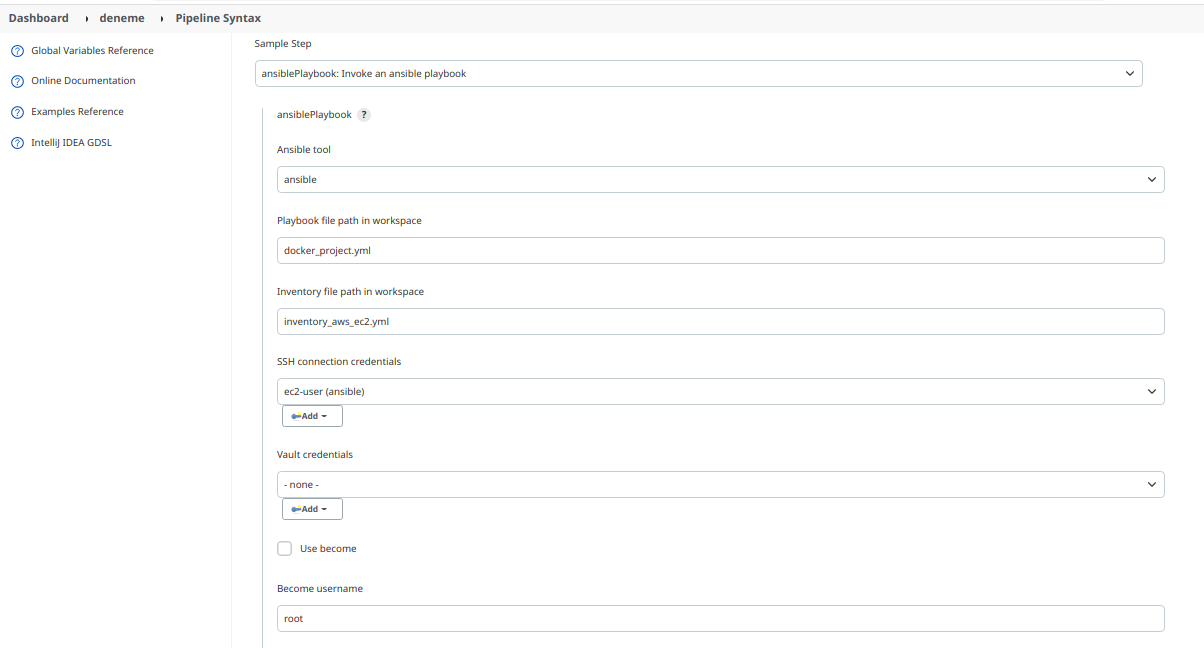 Dashboard › deneme › Pipeline Syntax
Global Variables Reference
Online Documentation
Examples Reference
IntelliJ IDEA GDSL
Sample Step
ansiblePlaybook: Invoke an ansible playbook
ansiblePlaybook ?
Ansible tool
ansible
Playbook file path in workspace
docker_project.yml
Inventory file path in workspace
inventory_aws_ec2.yml
SSH connection credentials
ec2-user (ansible)
Add
Vault credentials
- none -
Add
Use become
Become username
root